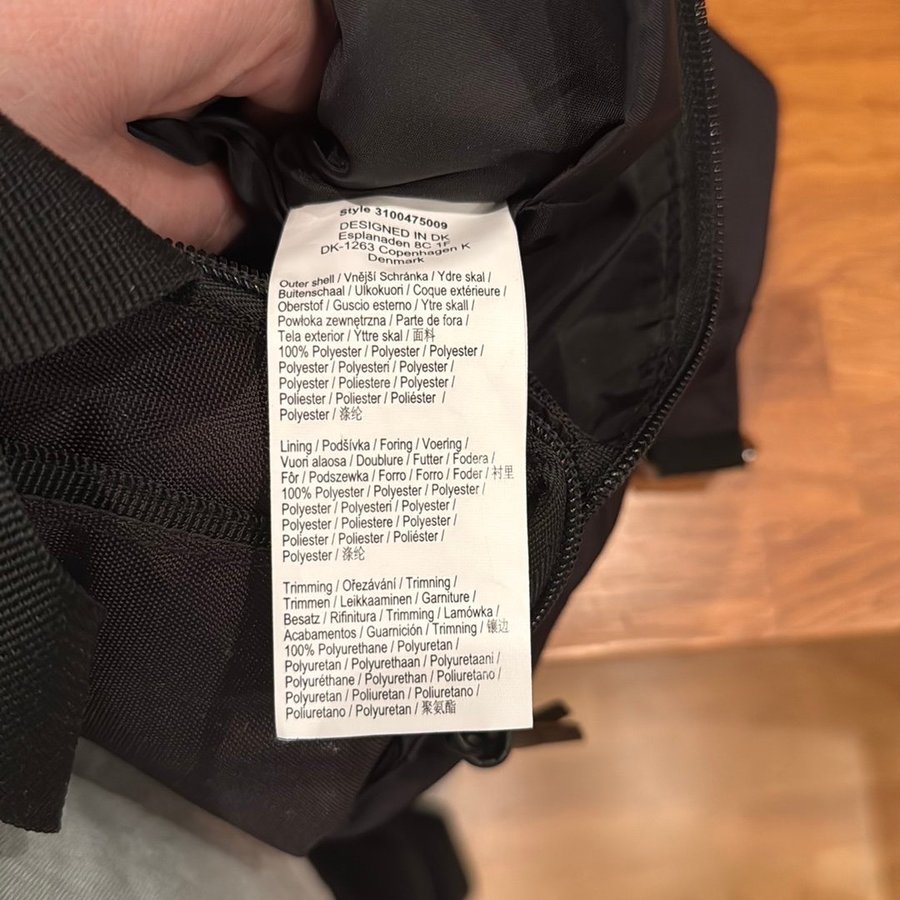 Style 3100475009
DESIGNED IN DK
Esplanaden 8C 1F
DK-1263 Copenhagen K
Denmark
Outer shell / Vnější Schránka / Ydre skal /
Buitenschaal / Ulkokuori / Coque extérieure /
Oberstof / Guscio esterno / Ytre skall /
Powłoka zewnętrzna / Parte de fora /
Tela exterior / Yttre skal / 面料
100% Polyester / Polyester / Polyester /
Polyester / Polyesteri / Polyester /
Polyester / Poliestere / Polyester /
Poliester / Poliester / Poliéster /
Polyester / 涤纶
Lining / Podšívka / Foring / Voering /
Vuori alaosa / Doublure / Futter / Fodera /
Fôr / Podszewka / Forro / Forro / Foder / 衬里
100% Polyester / Polyester / Polyester /
Polyester / Polyesteri / Polyester /
Polyester / Poliestere / Polyester /
Poliester / Poliester / Poliéster /
Polyester / 涤纶
Trimming / Ořezávání / Trimning /
Trimmen / Leikkaaminen / Garniture /
Besatz / Rifinitura / Trimming / Lamówka /
Acabamentos / Guarnición / Trimning / 镶边
100% Polyurethane / Polyuretan /
Polyuretan / Polyurethaan / Polyuretaani /
Polyuréthane / Polyurethan / Poliuretano /
Polyuretan / Poliuretan / Poliuretano /
Poliuretano / Polyuretan / 聚氨酯